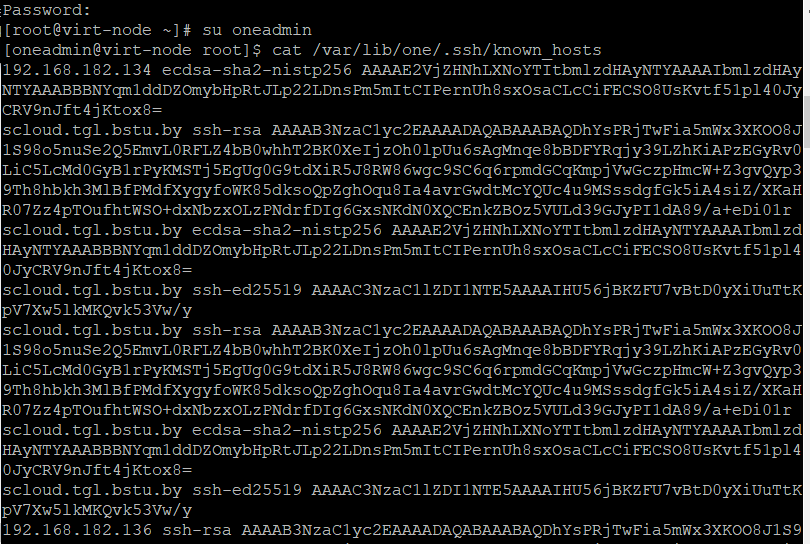 Password:
[root@virt-node ~]# su oneadmin
[oneadmin@virt-node root]$ cat /var/lib/one/.ssh/known_hosts
192.168.182.134 ecdsa-sha2-nistp256 AAAAE2VjZHNhLXNoYTItbmlzdHAyNTYAAAAIbmlzdHAy
NTYAAABBBNYqm1ddDZOmybHpRtJLp22LDnsPm5mItCIPernUh8sxOsaCLcCiFECSO8UsKvtf51pl40Jy
CRV9nJft4jKtox8=
scloud.tgl.bstu.by ssh-rsa AAAAB3NzaC1yc2EAAAADAQABAAABAQDhYsPRjTwFia5mWx3XKOO8J
1S98o5nuSe2Q5EmvL0RFLZ4bB0whhT2BK0XeIjzOh0lpUu6sAgMnqe8bBDFYRqjy39LZhKiAPzEGyRv0
LiC5LcMd0GyB1rPyKMSTj5EgUg0G9tdXiR5J8RW86wgc9SC6q6rpmdGCqKmpjVwGczpHmcW+Z3gvQyp3
9Th8hbkh3MlBfPMdfXygyfoWK85dksoQpZghOqu8Ia4avrGwdtMcYQUc4u9MSssdgfGk5iA4siZ/XKaH
R07Zz4pTOufhtWSO+dxNbzxOLzPNdrfDIg6GxsNKdN0XQCEnkZBOz5VULd39GJyPI1dA89/a+eDi01r
scloud.tgl.bstu.by ecdsa-sha2-nistp256 AAAAE2VjZHNhLXNoYTItbmlzdHAyNTYAAAAIbmlzd
HAyNTYAAABBBNYqm1ddDZOmybHpRtJLp22LDnsPm5mItCIPernUh8sxOsaCLcCiFECSO8UsKvtf51pl4
0JyCRV9nJft4jKtox8=
scloud.tgl.bstu.by ssh-ed25519 AAAAC3NzaC1lZDI1NTE5AAAAIHU56jBKZFU7vBtD0yXiUuTtK
pV7Xw5lkMKQvk53Vw/y
scloud.tgl.bstu.by ssh-rsa AAAAB3NzaC1yc2EAAAADAQABAAABAQDhYsPRjTwFia5mWx3XKOO8J
1S98o5nuSe2Q5EmvL0RFLZ4bB0whhT2BK0XeIjzOh0lpUu6sAgMnqe8bBDFYRqjy39LZhKiAPzEGyRv0
LiC5LcMd0GyB1rPyKMSTj5EgUg0G9tdXiR5J8RW86wgc9SC6q6rpmdGCqKmpjVwGczpHmcW+Z3gvQyp3
9Th8hbkh3MlBfPMdfXygyfoWK85dksoQpZghOqu8Ia4avrGwdtMcYQUc4u9MSssdgfGk5iA4siZ/XKaH
R07Zz4pTOufhtWSO+dxNbzxOLzPNdrfDIg6GxsNKdN0XQCEnkZBOz5VULd39GJyPI1dA89/a+eDi01r
scloud.tgl.bstu.by ecdsa-sha2-nistp256 AAAAE2VjZHNhLXNoYTItbmlzdHAyNTYAAAAIbmlzd
HAyNTYAAABBBNYqm1ddDZOmybHpRtJLp22LDnsPm5mItCIPernUh8sxOsaCLcCiFECSO8UsKvtf51pl4
0JyCRV9nJft4jKtox8=
scloud.tgl.bstu.by ssh-ed25519 AAAAC3NzaC1lZDI1NTE5AAAAIHU56jBKZFU7vBtD0yXiUuTtK
pV7Xw5lkMKQvk53Vw/y
192.168.182.136 ssh-rsa AAAAB3NzaC1yc2EAAAADAQABAAABAQDhYsPRjTwFia5mWx3XKOO8J1S9